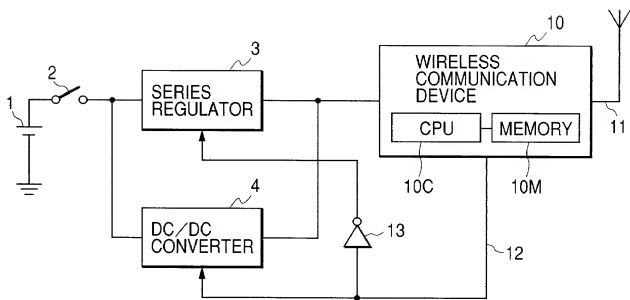 10
3
WIRELESS
COMMUNICATION
DEVICE
2
SERIES
REGULATOR
1
CPU
MEMORY
11
10C
10M
4
DC/DC
CONVERTER
13
12